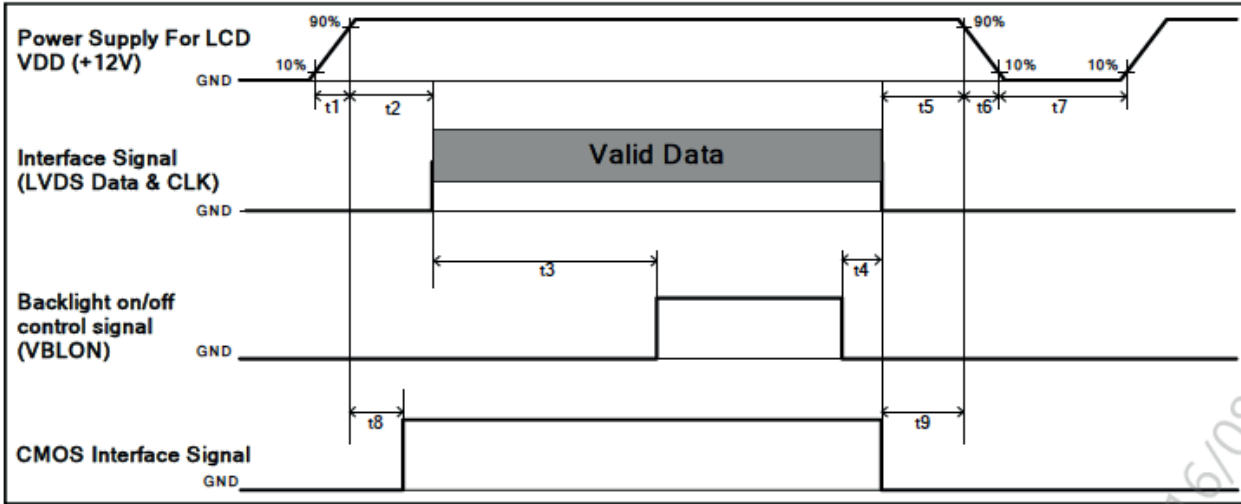 Power Supply For LCD
VDD (+12V)
90%
10%
GND
90%
10%
10%
t1
t2
t5
t6
t7
Interface Signal
(LVDS Data & CLK)
Valid Data
GND
t3
t4
Backlight on/off
control signal
(VBLON)
GND
t8
t9
CMOS Interface Signal
GND
16/08